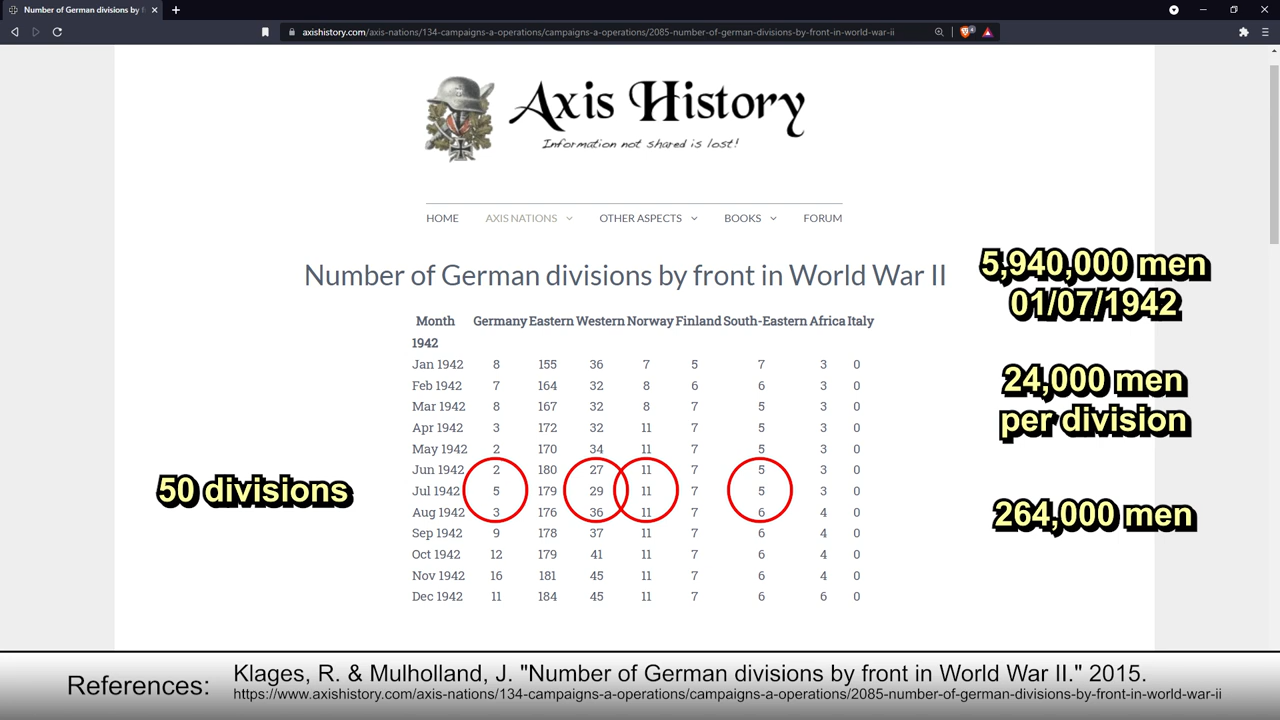 Number of German divisions by f
axishistory.com/axis-nations/134-campaigns-a-operations/campaigns-a-operations/2085-number-of-german-divisions-by-front-in-world-war-ii
Axis History
Information not shared is lost!
HOME AXIS NATIONS OTHER ASPECTS BOOKS FORUM
Number of German divisions by front in World War II
5,940,000 men
01/07/1942
24,000 men
per division
264,000 men
50 divisions
Month Germany Eastern Western Norway Finland South-Eastern Africa Italy
1942
Jan 1942 8 155 36 7 5 7 3 0
Feb 1942 7 164 32 8 6 6 3 0
Mar 1942 8 167 32 8 7 5 3 0
Apr 1942 3 172 32 11 7 5 3 0
May 1942 2 170 34 11 7 5 3 0
Jun 1942 2 180 27 11 7 5 3 0
Jul 1942 5 179 29 11 7 5 3 0
Aug 1942 3 176 36 11 7 6 4 0
Sep 1942 9 178 37 11 7 6 4 0
Oct 1942 12 179 41 11 7 6 4 0
Nov 1942 16 181 45 11 7 6 4 0
Dec 1942 11 184 45 11 7 6 6 0
References: Klages, R. & Mulholland, J. "Number of German divisions by front in World War II." 2015.
https://www.axishistory.com/axis-nations/134-campaigns-a-operations/campaigns-a-operations/2085-number-of-german-divisions-by-front-in-world-war-ii